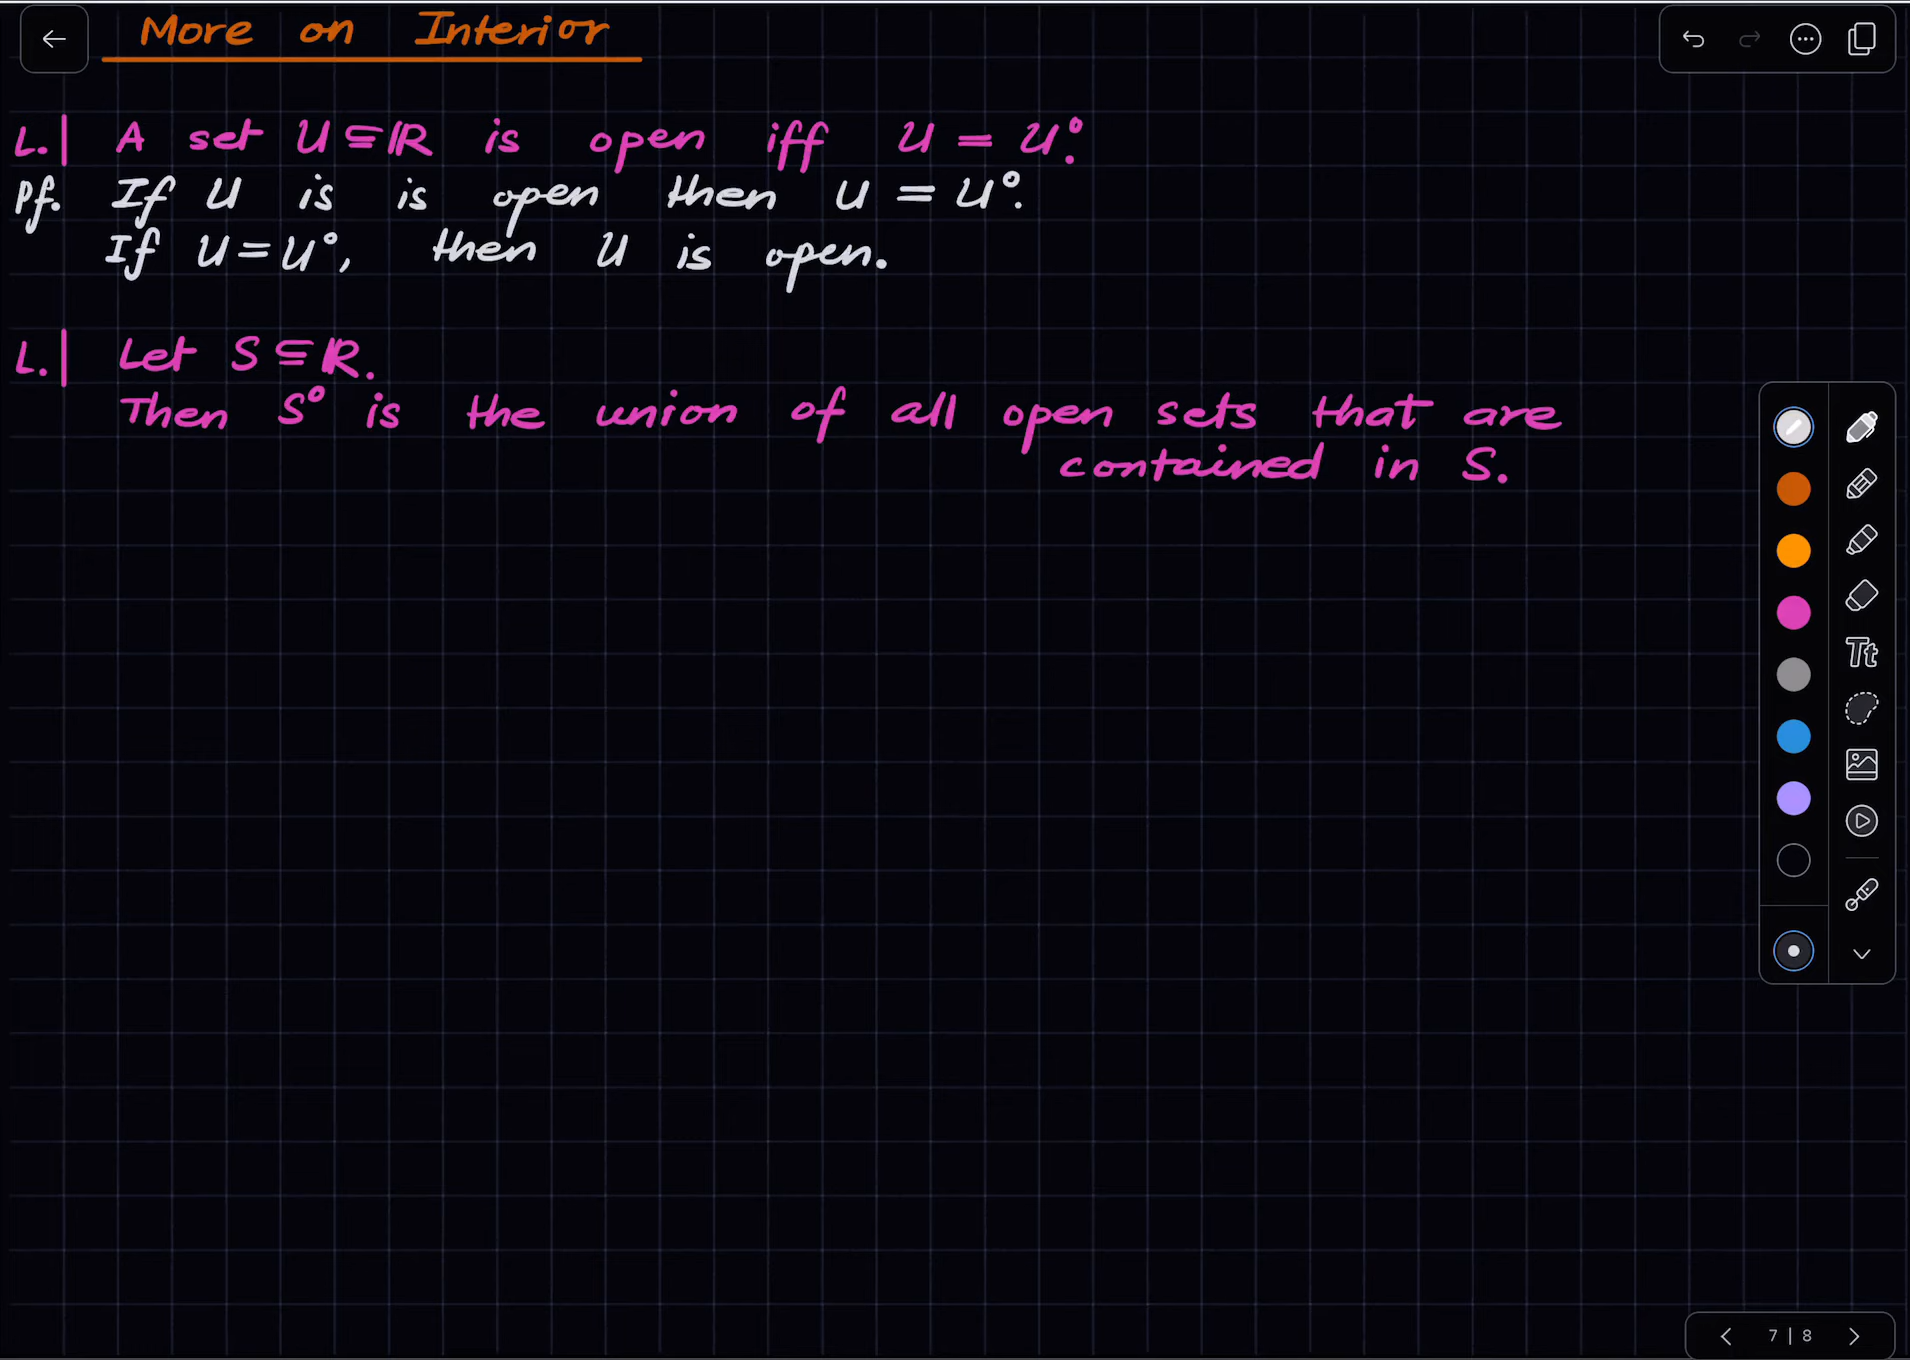 More on Interior
L.| A set U ⊆ ℝ is open iff U = U°.
Pf. If U is is open then U = U°.
If U = U°, then U is open.
L.| Let S ⊆ ℝ.
Then S° is the union of all open sets that are
contained in S.
Tt
7 | 8